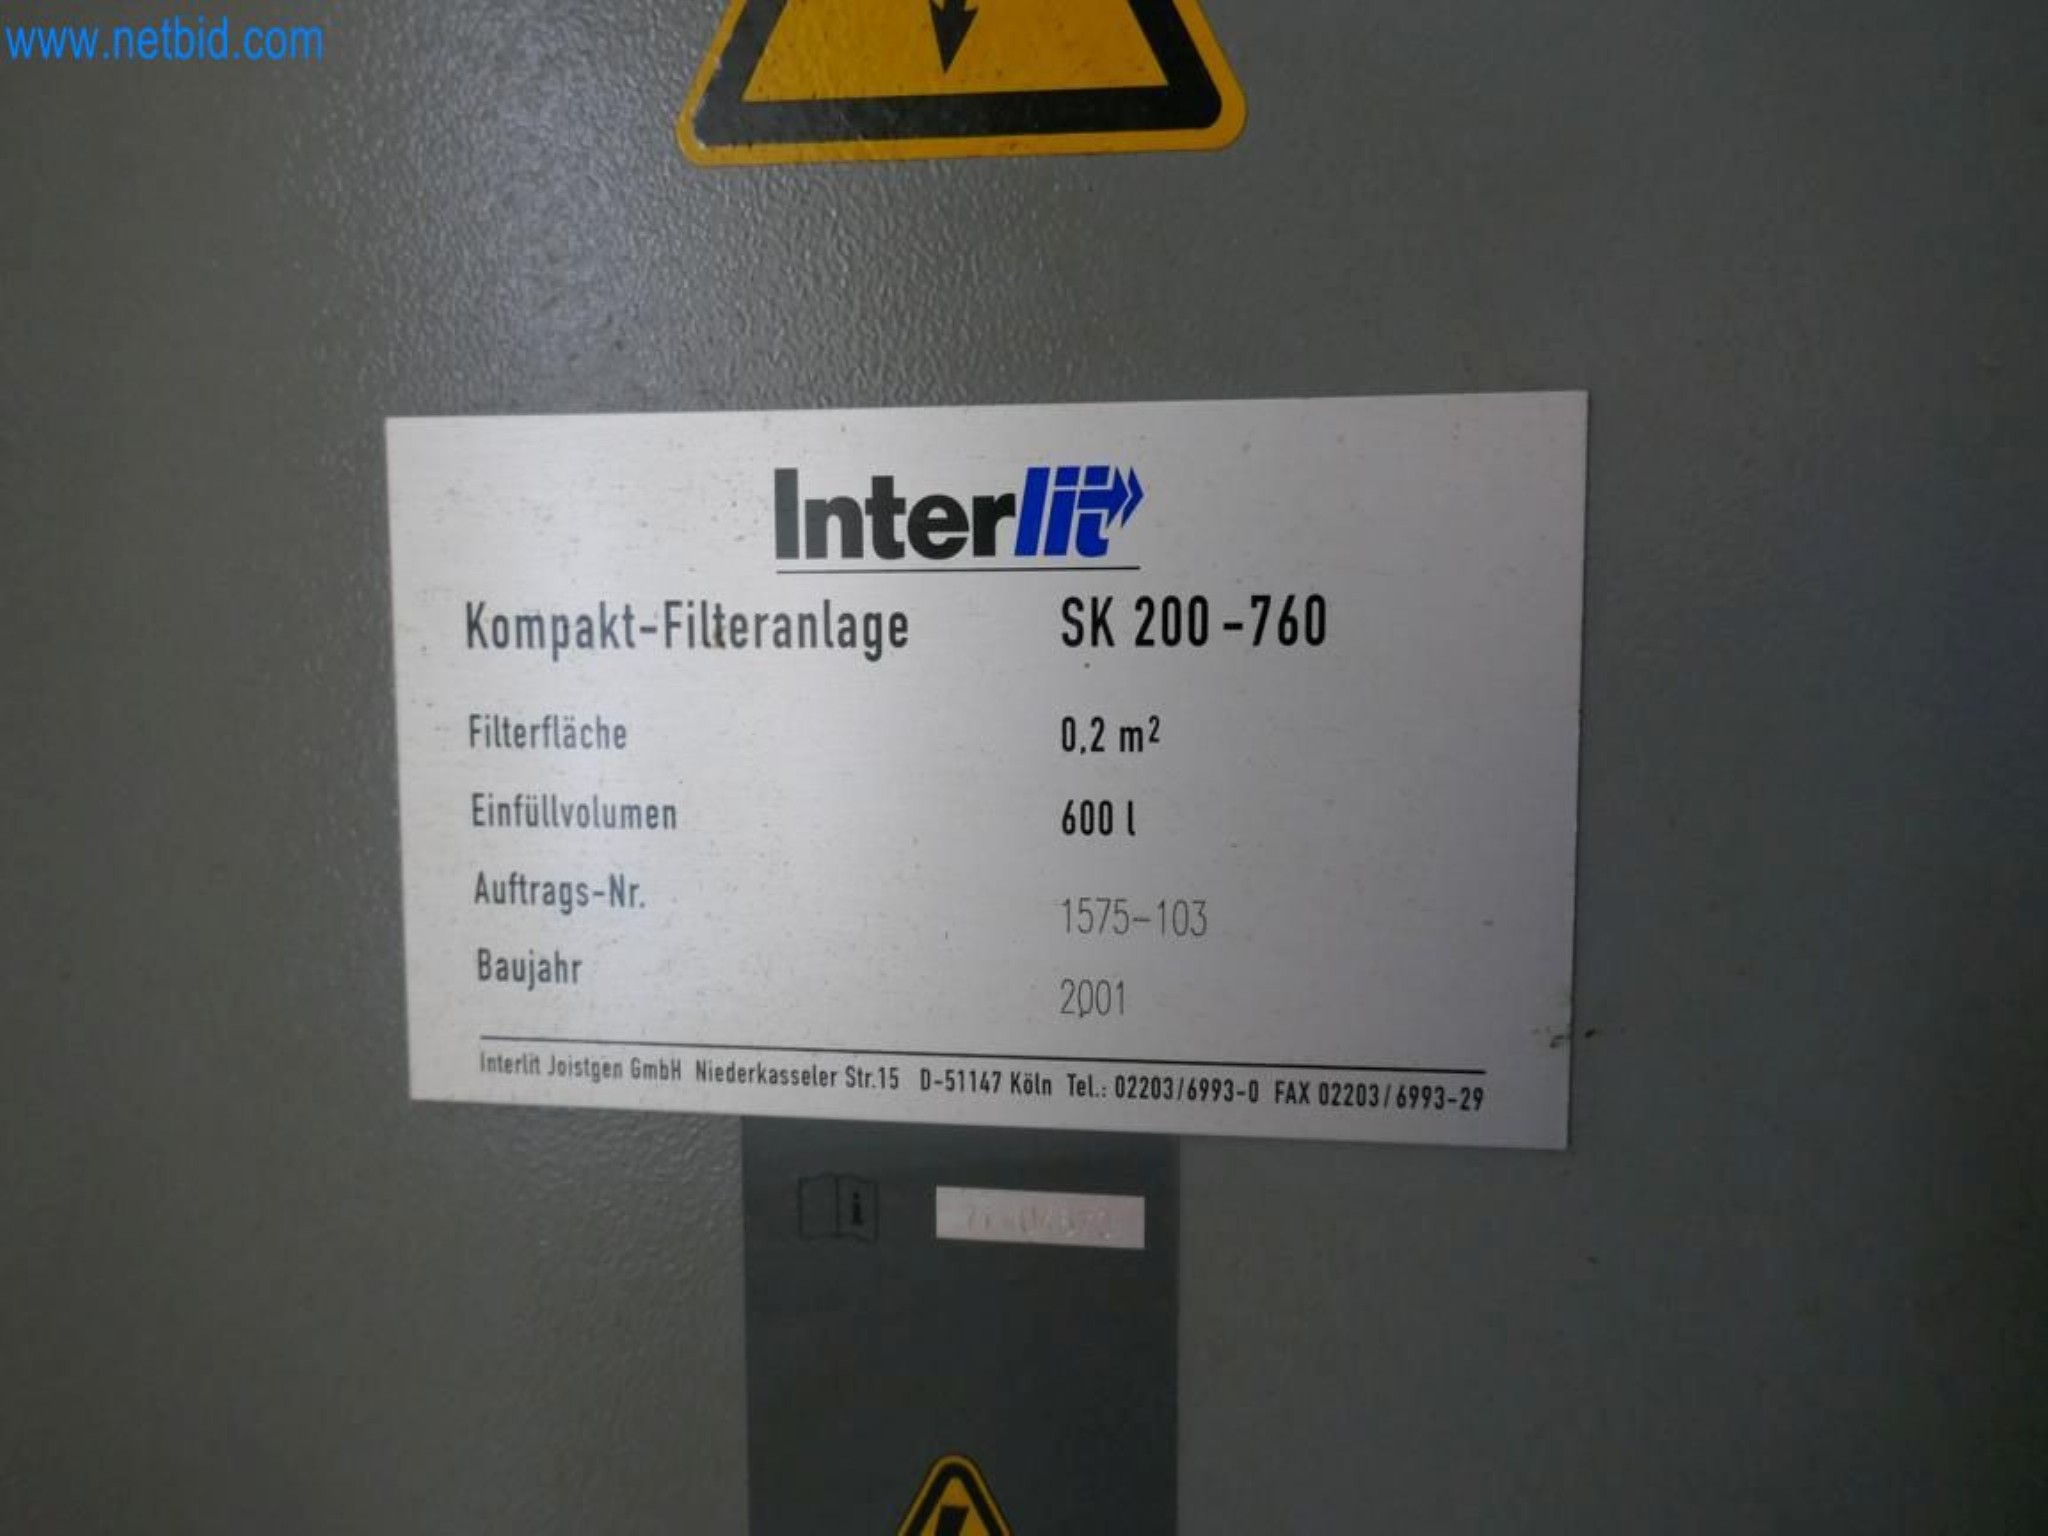 www.netbid.com
Interlit
Kompakt-Filteranlage SK 200-760
Filterfläche 0,2 m²
Einfüllvolumen 600 l
Auftrags-Nr. 1575-103
Baujahr 2001
Interlit Joistgen GmbH Niederkasseler Str.15 D-51147 Köln Tel.: 02203/6993-0 FAX 02203/6993-29
i